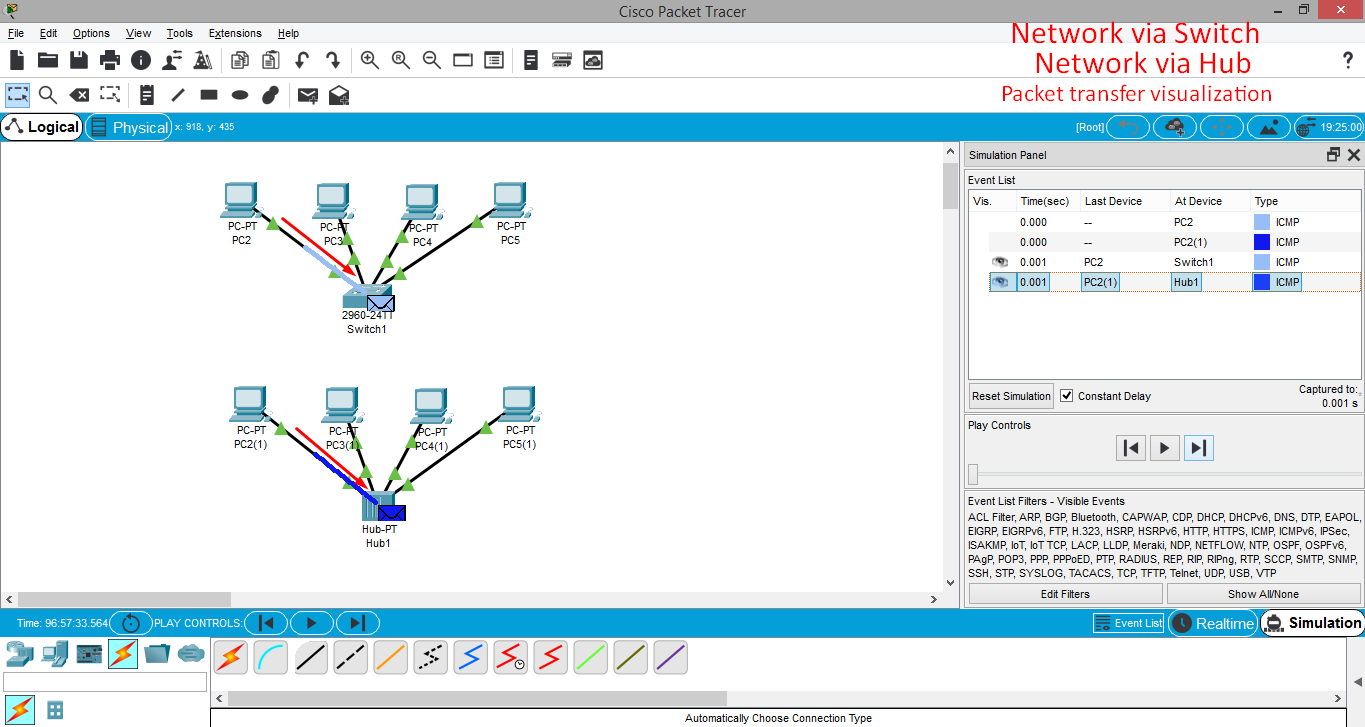 Cisco Packet Tracer
File Edit Options View Tools Extensions Help
Network via Switch
Network via Hub
Packet transfer visualization
?
Logical Physical x: 918, y: 435 [Root] 19:25:00
Simulation Panel
Event List
Vis. Time(sec) Last Device At Device Type
0.000 -- PC2 ICMP
0.000 -- PC2(1) ICMP
0.001 PC2 Switch1 ICMP
0.001 PC2(1) Hub1 ICMP
PC-PT PC-PT PC-PT PC-PT
PC2 PC3 PC4 PC5
2960-24TT
Switch1
PC-PT PC-PT PC-PT PC-PT
PC2(1) PC3(1) PC4(1) PC5(1)
Hub-PT
Hub1
Reset Simulation Constant Delay Captured to:
0.001 s
Play Controls
Event List Filters - Visible Events
ACL Filter, ARP, BGP, Bluetooth, CAPWAP, CDP, DHCP, DHCPv6, DNS, DTP, EAPOL,
EIGRP, EIGRPv6, FTP, H.323, HSRP, HSRPv6, HTTP, HTTPS, ICMP, ICMPv6, IPSec,
ISAKMP, IoT, IoT TCP, LACP, LLDP, Meraki, NDP, NETFLOW, NTP, OSPF, OSPFv6,
PAgP, POP3, PPP, PPPoED, PTP, RADIUS, REP, RIP, RIPng, RTP, SCCP, SMTP, SNMP,
SSH, STP, SYSLOG, TACACS, TCP, TFTP, Telnet, UDP, USB, VTP
Edit Filters Show All/None
Time: 96:57:33.564 PLAY CONTROLS: Event List Realtime Simulation
Automatically Choose Connection Type